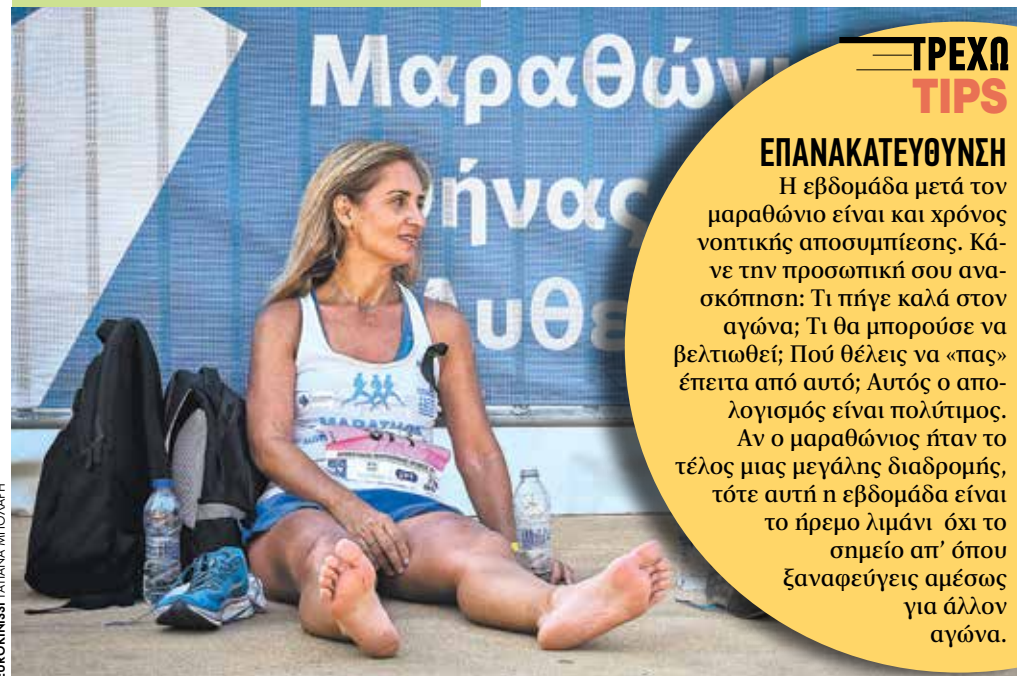 Μαραθώνι
ήνας
Αυθε
MARATHON
ΤΡΕΧΩ
TIPS
ΕΠΑΝΑΚΑΤΕΥΘΥΝΣΗ
Η εβδομάδα μετά τον
μαραθώνιο είναι και χρόνος
νοητικής αποσυμπίεσης. Κά-
νε την προσωπική σου ανα-
σκόπηση: Τι πήγε καλά στον
αγώνα; Τι θα μπορούσε να
βελτιωθεί; Πού θέλεις να «πας»
έπειτα από αυτό; Αυτός ο απο-
λογισμός είναι πολύτιμος.
Αν ο μαραθώνιος ήταν το
τέλος μιας μεγάλης διαδρομής,
τότε αυτή η εβδομάδα είναι
το ήρεμο λιμάνι όχι το
σημείο απ’ όπου
ξαναφεύγεις αμέσως
για άλλον
αγώνα.
EUROKINISSI ΤΑΤΙΑΝΑ ΜΠΟΛΑΡΗ